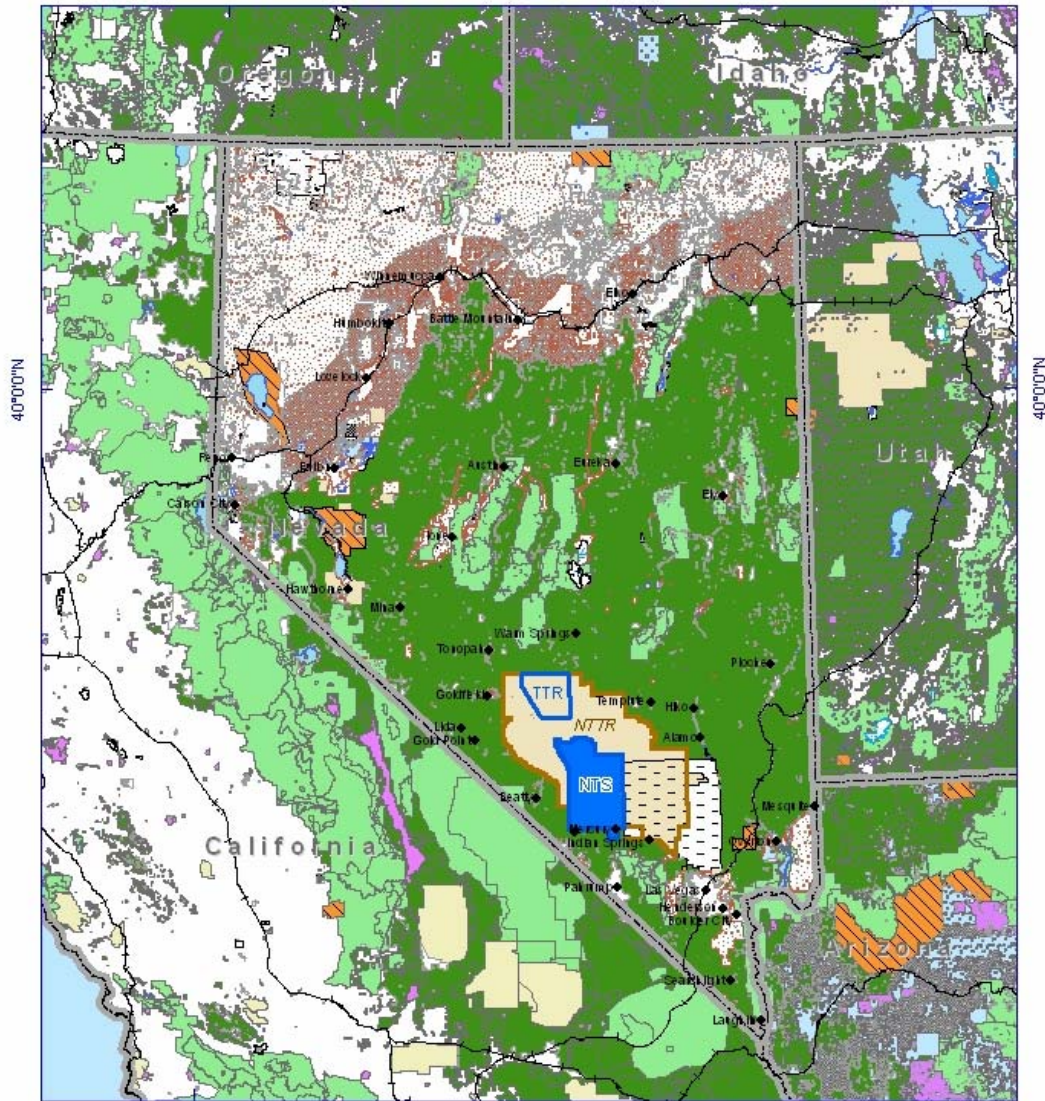 Oregon
Idaho
Winnemucca
Elko
Humboldt
Battle Mountain
Lovelock
40°0'0"N
40°0'0"N
Utah
Reno
Fallon
Austin
Eureka
Ely
Carson City
Nevada
Ione
Hawthorne
Mina
Warm Springs
Tonopah
Pioche
Goldfield
TTR
Tempiute
Hiko
NTTR
Lida
Gold Point
Alamo
NTS
Beatty
Mesquite
Mercury
Indian Springs
California
Pahrump
Las Vegas
Henderson
Boulder City
Arizona
Searchlight
Laughlin